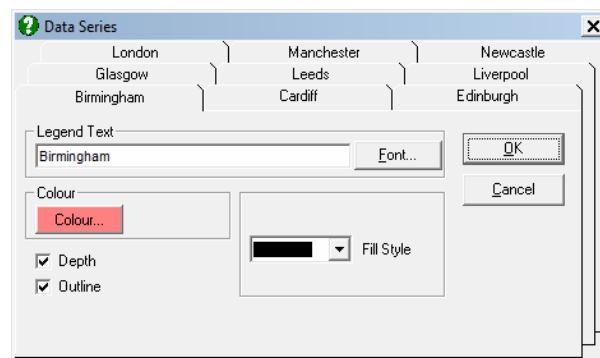 Data Series
London Manchester Newcastle
Glasgow Leeds Liverpool
Birmingham Cardiff Edinburgh
Legend Text
Birmingham Font...
OK
Cancel
Colour
Colour...
Fill Style
Depth
Outline